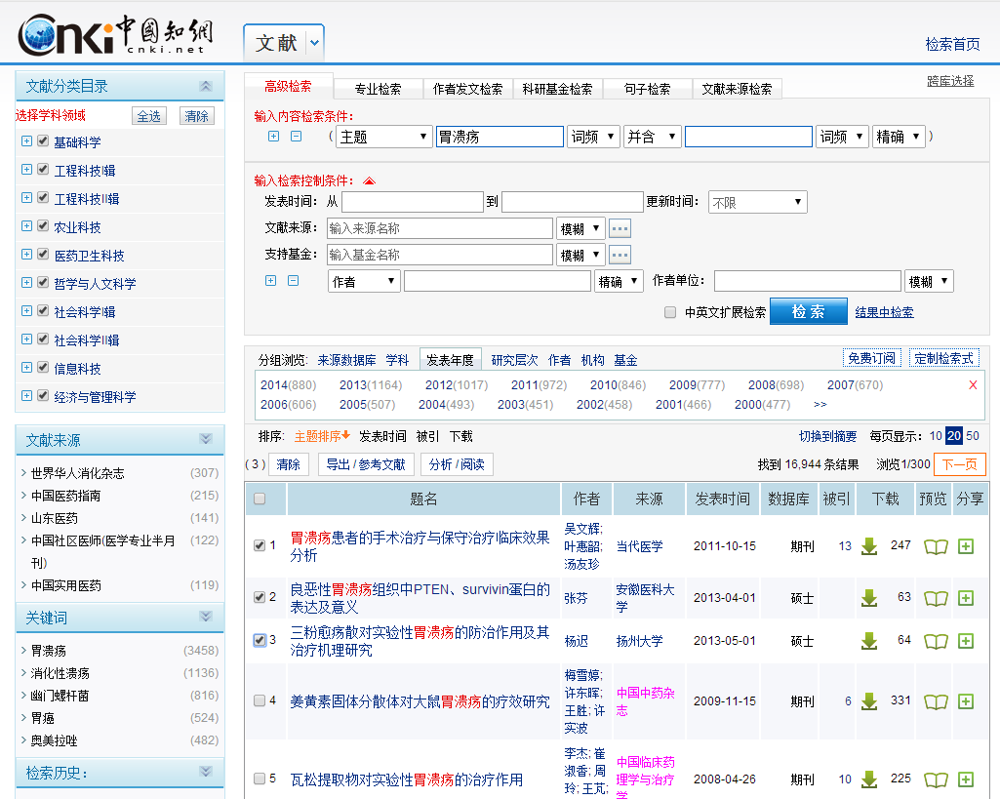 Cnki 中國知網
cnki.net
文献
检索首页
文献分类目录
选择学科领域 全选 清除
基础科学
工程科技I辑
工程科技II辑
农业科技
医药卫生科技
哲学与人文科学
社会科学I辑
社会科学II辑
信息科技
经济与管理科学
文献来源
世界华人消化杂志 (307)
中国医药指南 (215)
山东医药 (141)
中国社区医师(医学专业半月 (122)
刊)
中国实用医药 (119)
关键词
胃溃疡 (3458)
消化性溃疡 (1136)
幽门螺杆菌 (816)
胃癌 (524)
奥美拉唑 (482)
检索历史：
高级检索 专业检索 作者发文检索 科研基金检索 句子检索 文献来源检索 跨库选择
输入内容检索条件：
( 主题 胃溃疡 词频 并含 词频 精确 )
输入检索控制条件：
发表时间：从 到 更新时间： 不限
文献来源： 输入来源名称 模糊 ...
支持基金： 输入基金名称 模糊 ...
作者 精确 作者单位： 模糊
中英文扩展检索 检索 结果中检索
分组浏览：来源数据库 学科 发表年度 研究层次 作者 机构 基金 免费订阅 定制检索式
2014(880) 2013(1164) 2012(1017) 2011(972) 2010(846) 2009(777) 2008(698) 2007(670) X
2006(606) 2005(507) 2004(493) 2003(451) 2002(458) 2001(466) 2000(477) >>
排序：主题排序 发表时间 被引 下载 切换到摘要 每页显示：10 20 50
(3) 清除 导出/参考文献 分析/阅读 找到 16,944 条结果 浏览1/300 下一页
题名 作者 来源 发表时间 数据库 被引 下载 预览 分享
1 胃溃疡患者的手术治疗与保守治疗临床效果
分析
吴文辉;
叶惠韶;
汤友珍
当代医学 2011-10-15 期刊 13 247
2 良恶性胃溃疡组织中PTEN、survivin蛋白的
表达及意义
张芬
安徽医科大
学
2013-04-01 硕士 63
3 三粉愈疡散对实验性胃溃疡的防治作用及其
治疗机理研究
杨迟 扬州大学 2013-05-01 硕士 64
4 姜黄素固体分散体对大鼠胃溃疡的疗效研究
梅雪婷;
许东晖;
王胜; 许
实波
中国中药杂
志
2009-11-15 期刊 6 331
5 瓦松提取物对实验性胃溃疡的治疗作用
李杰; 崔
淑香; 周
玲; 王芃;
中国临床药
理学与治疗
学
2008-04-26 期刊 10 225